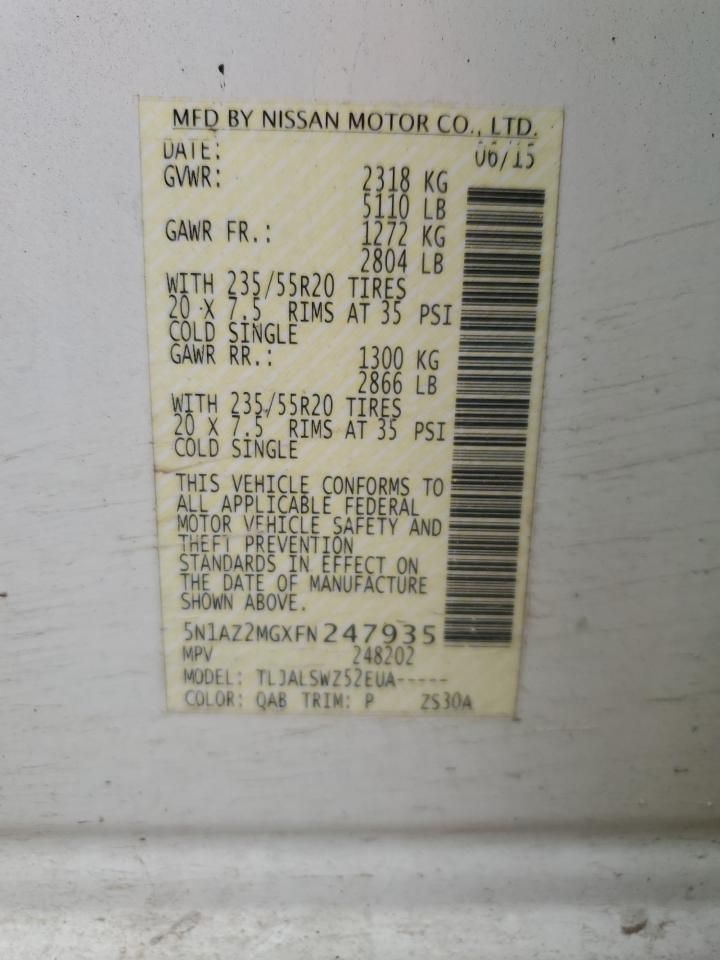 MFD BY NISSAN MOTOR CO., LTD.
DATE: 06/15
GVWR: 2318 KG
5110 LB
GAWR FR.: 1272 KG
2804 LB
WITH 235/55R20 TIRES
20 X 7.5 RIMS AT 35 PSI
COLD SINGLE
GAWR RR.: 1300 KG
2866 LB
WITH 235/55R20 TIRES
20 X 7.5 RIMS AT 35 PSI
COLD SINGLE
THIS VEHICLE CONFORMS TO
ALL APPLICABLE FEDERAL
MOTOR VEHICLE SAFETY AND
THEFT PREVENTION
STANDARDS IN EFFECT ON
THE DATE OF MANUFACTURE
SHOWN ABOVE.
5N1AZ2MGXFN247935
MPV 248202
MODEL: TLJALSWZ52EUA-----
COLOR: QAB TRIM: P ZS30A